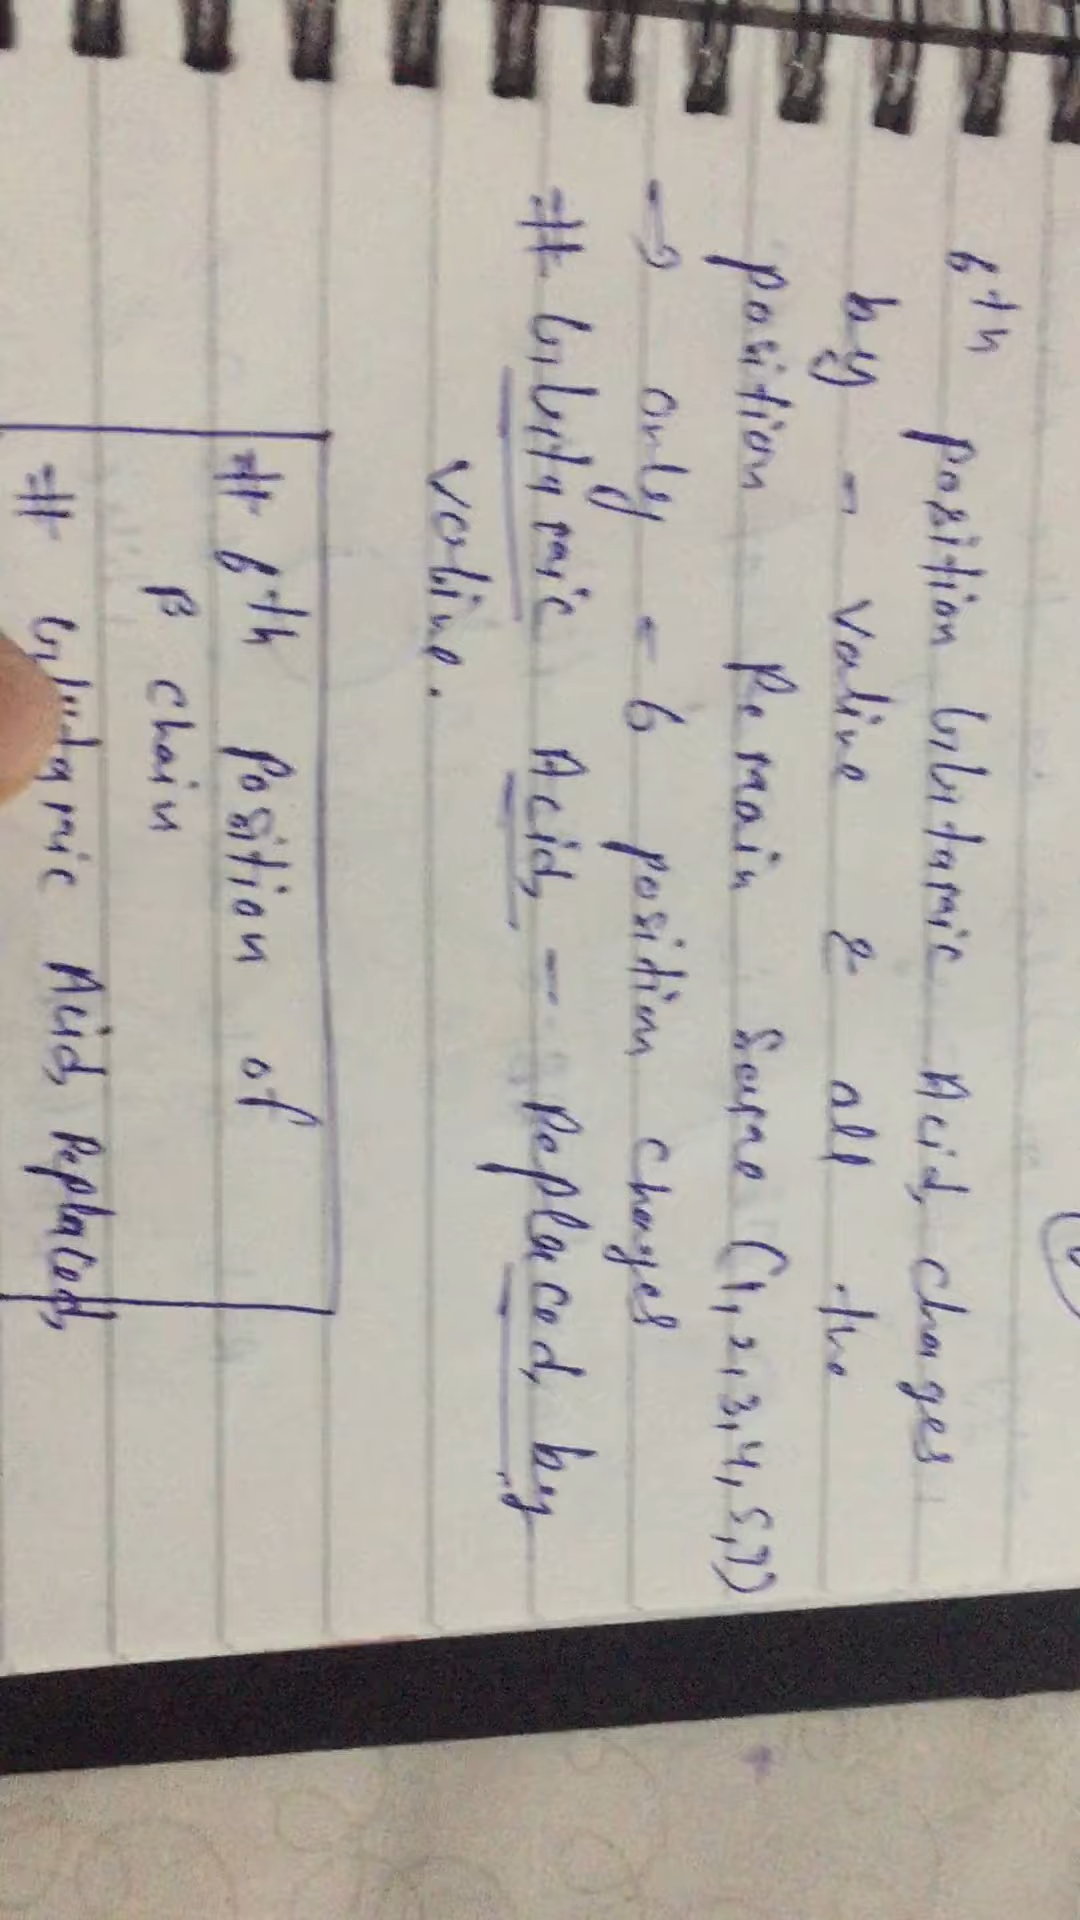 6th position Glutamic Acid changes
by - Valine & all the
position Remain Same (1,2,3,4,5,7)
→ only - 6 position changes
# Glutamic Acid - Replaced by
Valine.
# 6th position of
β chain
# Glutamic Acid Replaced